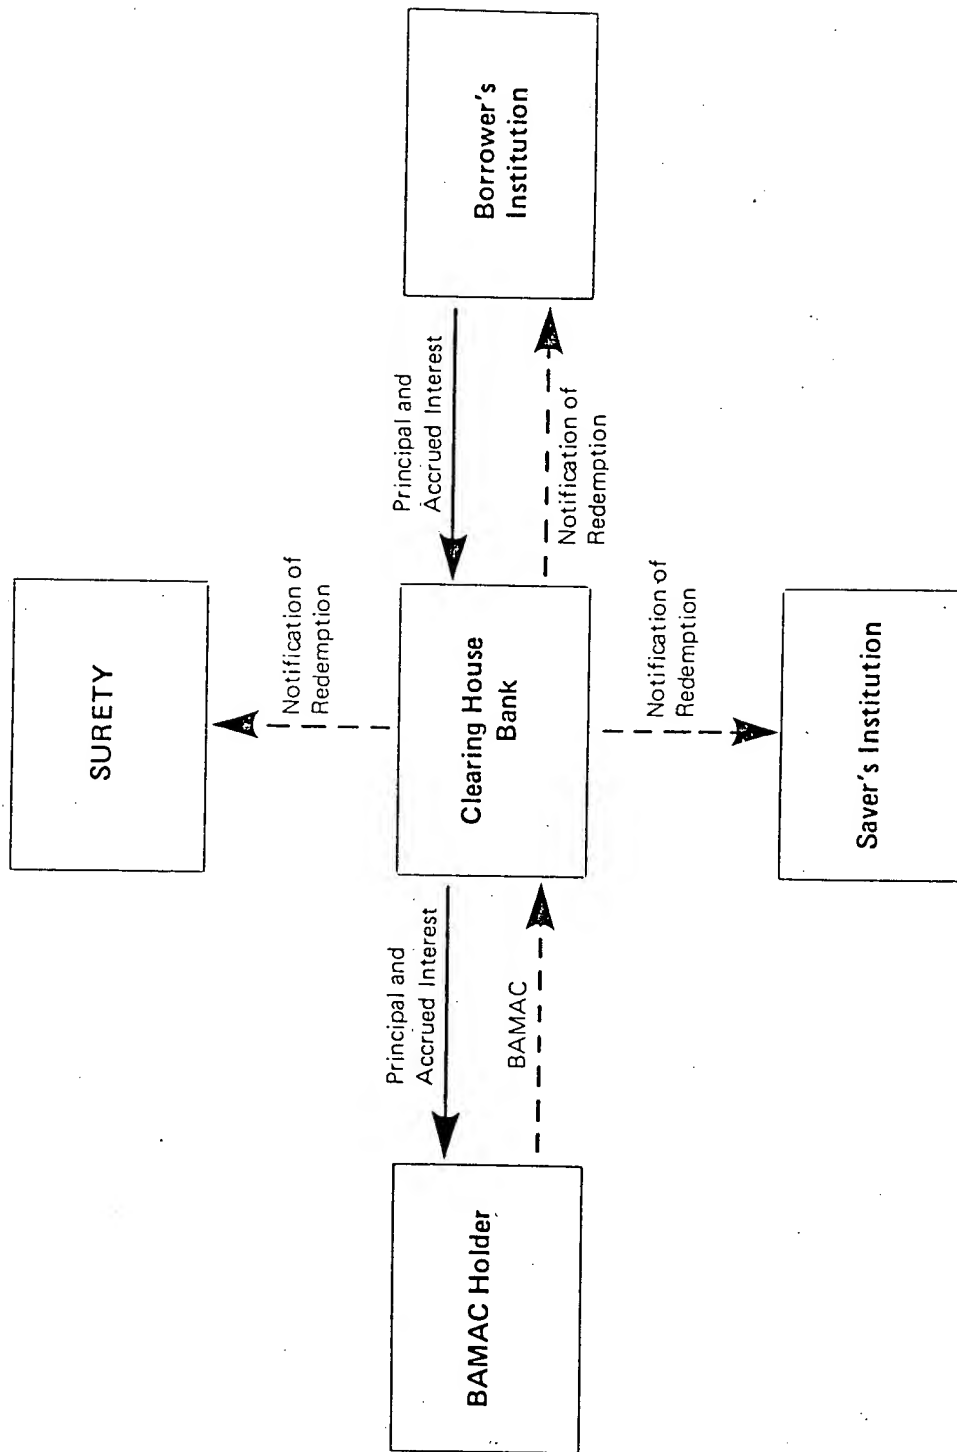 SURETY
Notification of
Redemption
BAMAC Holder
Principal and
Accrued Interest
BAMAC
Clearing House
Bank
Principal and
Accrued Interest
Notification of
Redemption
Borrower's
Institution
Notification of
Redemption
Saver's Institution